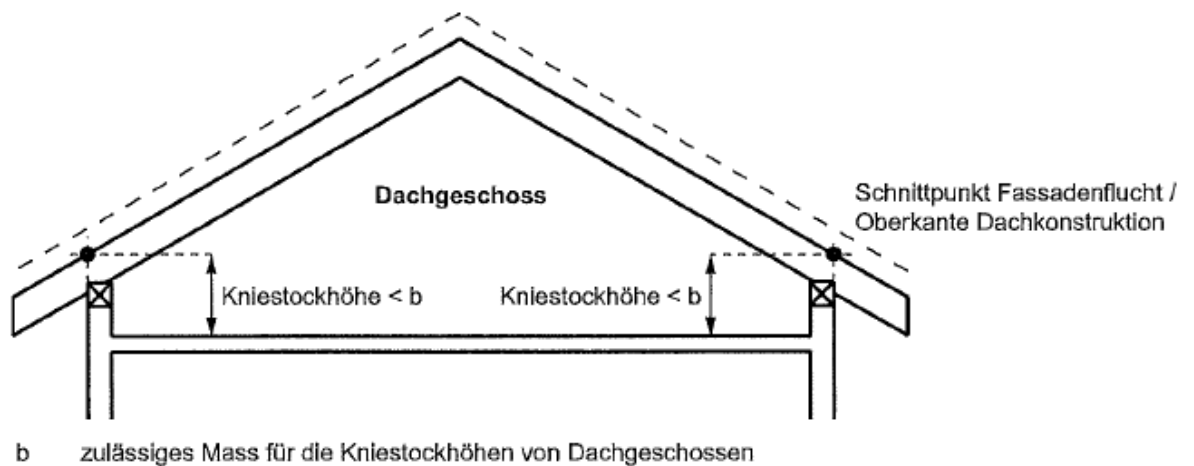 Dachgeschoss
Schnittpunkt Fassadenflucht /
Oberkante Dachkonstruktion
Kniestockhöhe < b
Kniestockhöhe < b
b zulässiges Mass für die Kniestockhöhen von Dachgeschossen